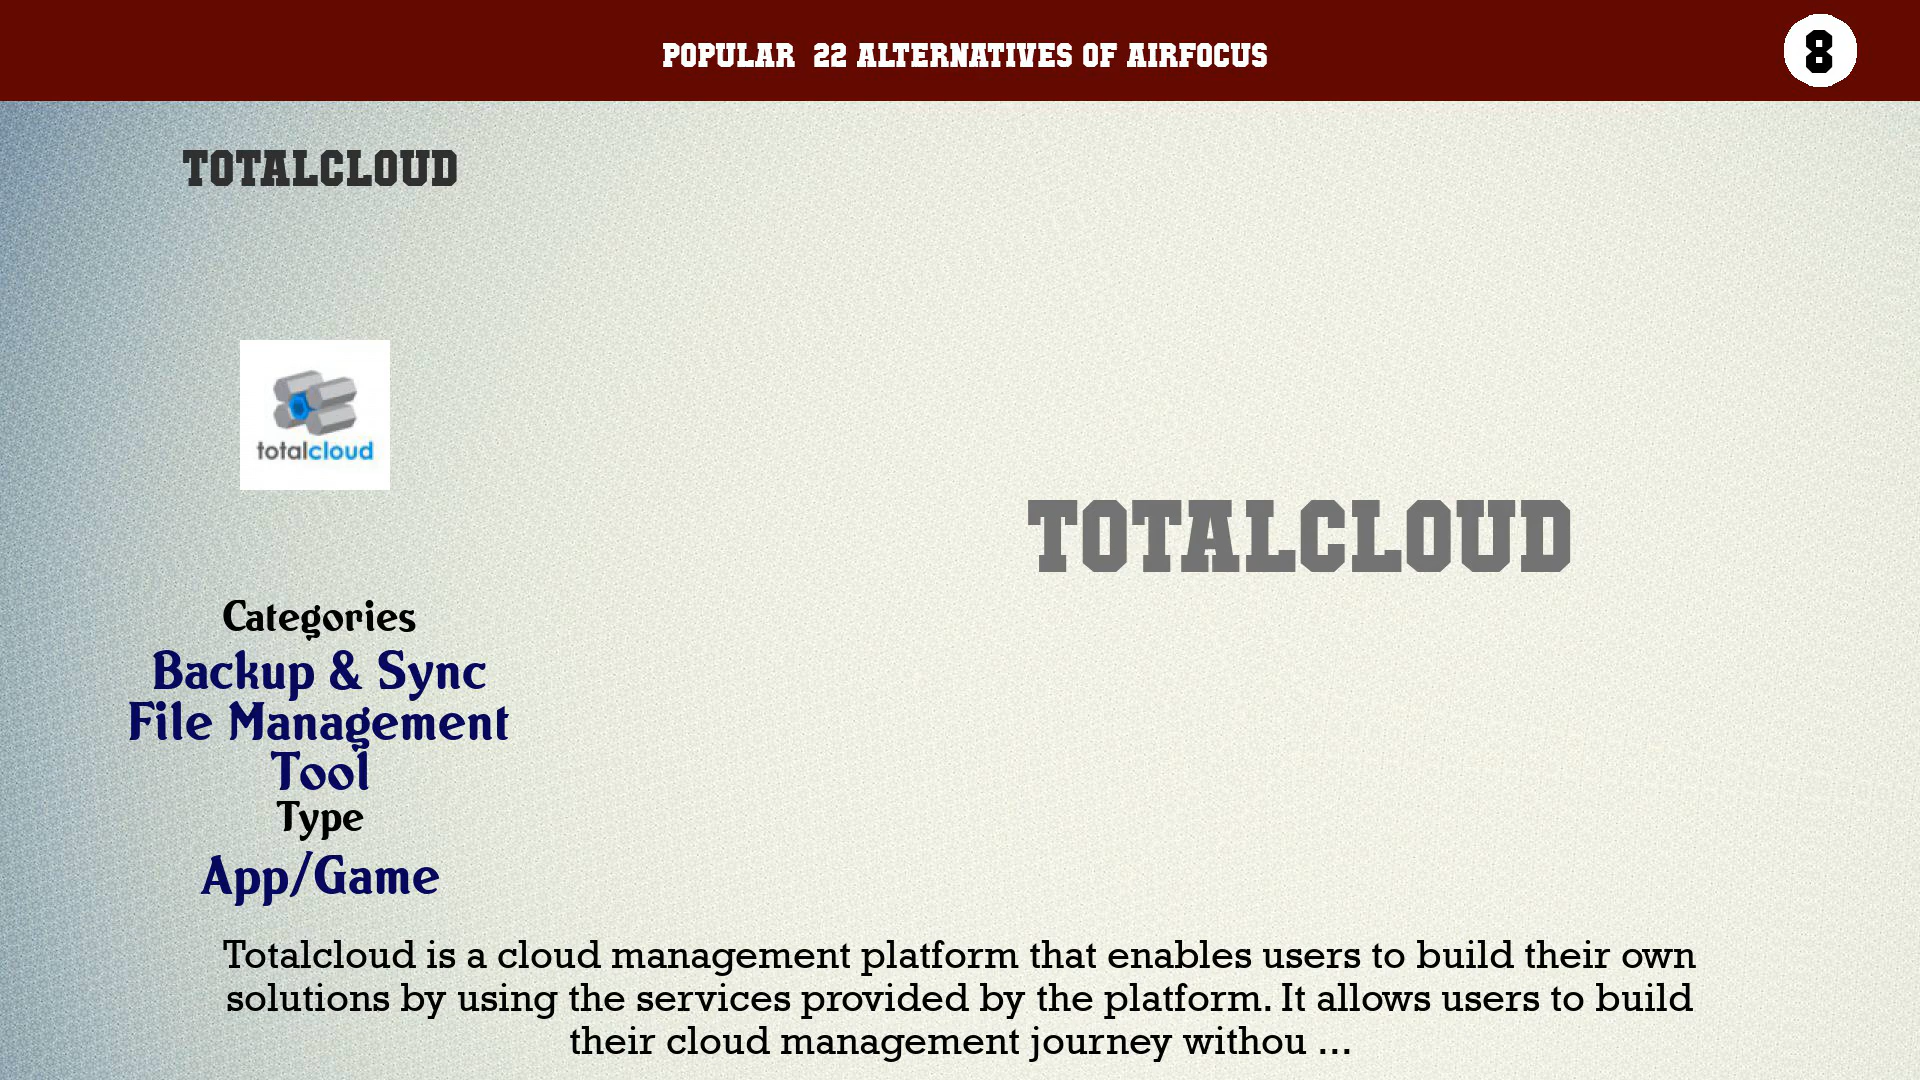 POPULAR 22 ALTERNATIVES OF AIRFOCUS
8
TOTALCLOUD
totalcloud
TOTALCLOUD
Categories
Backup & Sync
File Management
Tool
Type
App/Game
Totalcloud is a cloud management platform that enables users to build their own
solutions by using the services provided by the platform. It allows users to build
their cloud management journey withou ...